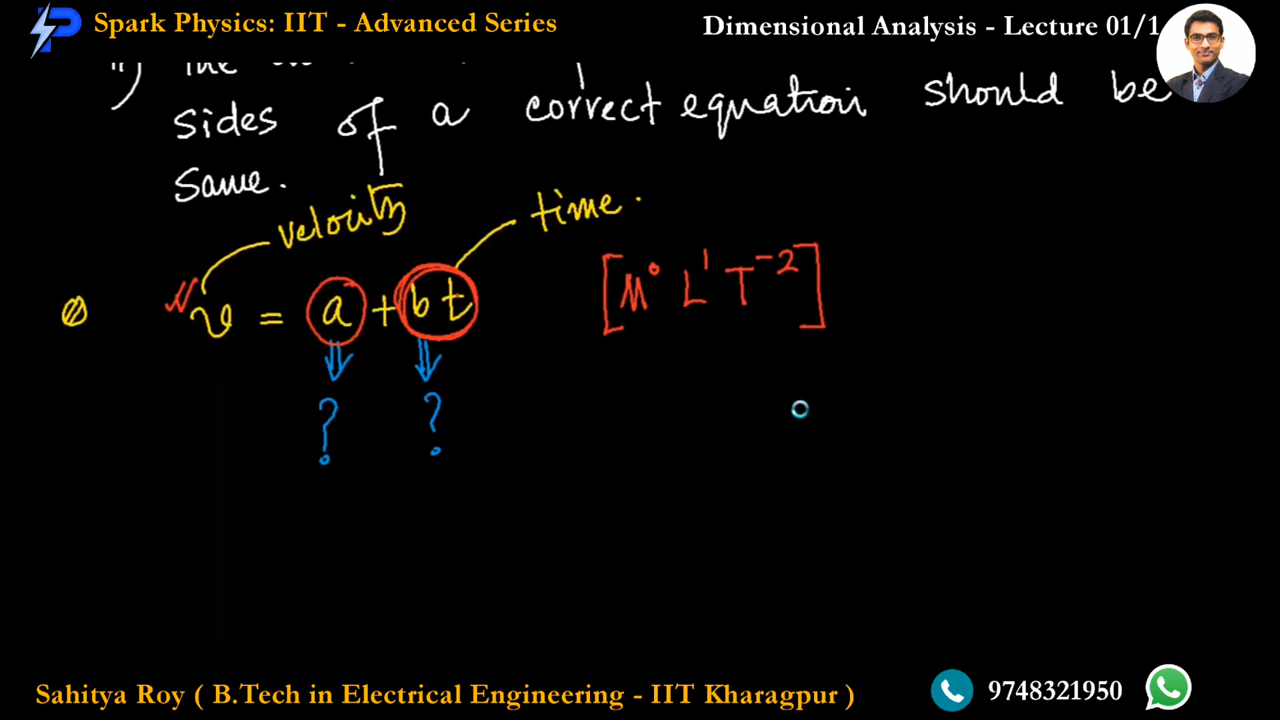 Spark Physics: IIT - Advanced Series
Dimensional Analysis - Lecture 01/1
sides of a correct equation should be
same.
velocity
time.
v = a + bt
[M⁰ L¹ T⁻²]
? ?
Sahitya Roy ( B.Tech in Electrical Engineering - IIT Kharagpur )
9748321950